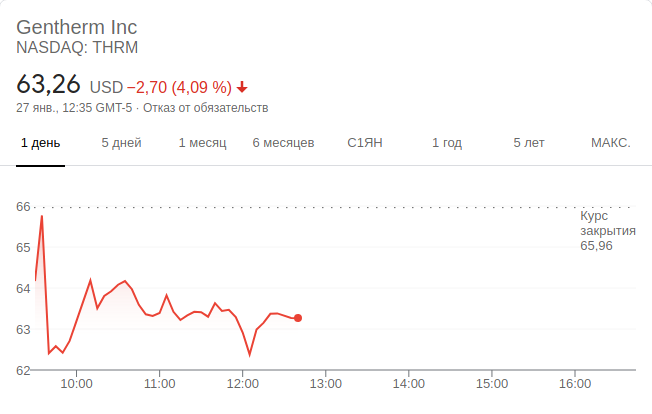 Gentherm Inc
NASDAQ: THRM
63,26 USD −2,70 (4,09 %)
27 янв., 12:35 GMT-5 · Отказ от обязательств
1 день 5 дней 1 месяц 6 месяцев С1ЯН 1 год 5 лет МАКС.
66
Курс
закрытия
65,96
65
64
63
62
10:00 11:00 12:00 13:00 14:00 15:00 16:00